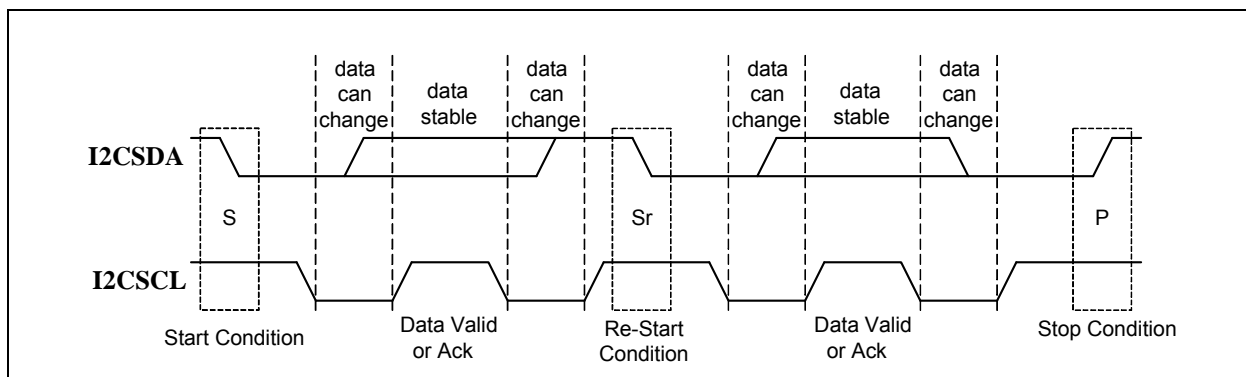 data
can
change
data
stable
data
can
change
data
can
change
data
stable
data
can
change
I2CSDA
S
Sr
P
I2CSCL
Start Condition
Data Valid
or Ack
Re-Start
Condition
Data Valid
or Ack
Stop Condition